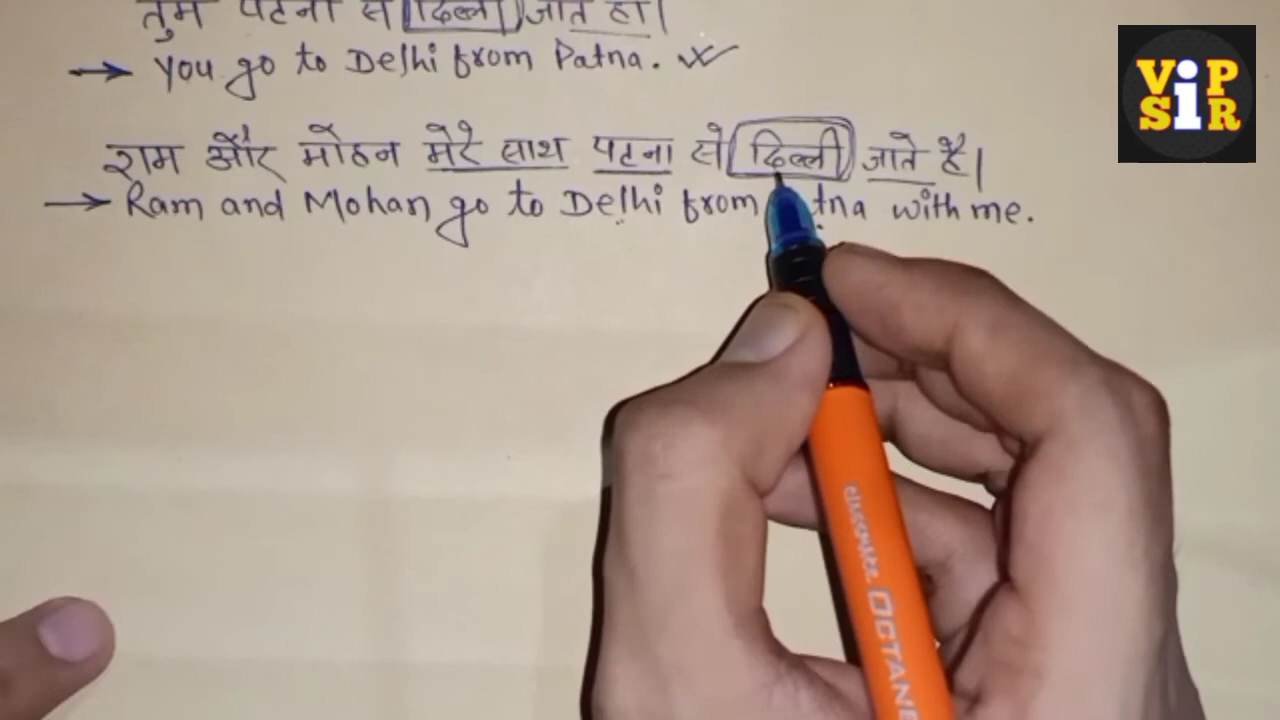 तुम पटना से दिल्ली जाते हो।
→ You go to Delhi from Patna.
राम और मोहन मेरे साथ पटना से दिल्ली जाते है।
→ Ram and Mohan go to Delhi from tna with me.
ViP
SiR
classmate OCTANE